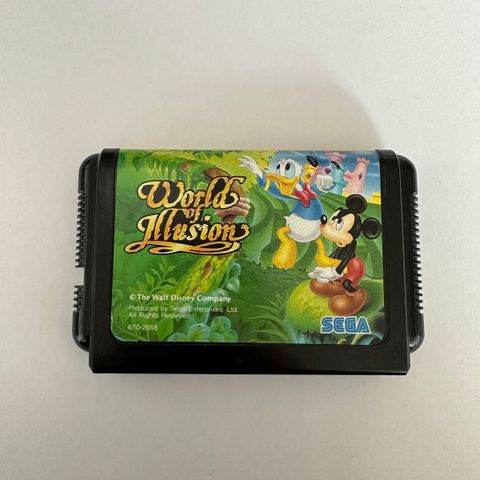 World
of
Illusion
© The Walt Disney Company
Produced by Sega Enterprises, Ltd.
All Rights Reserved.
670-2658
SEGA